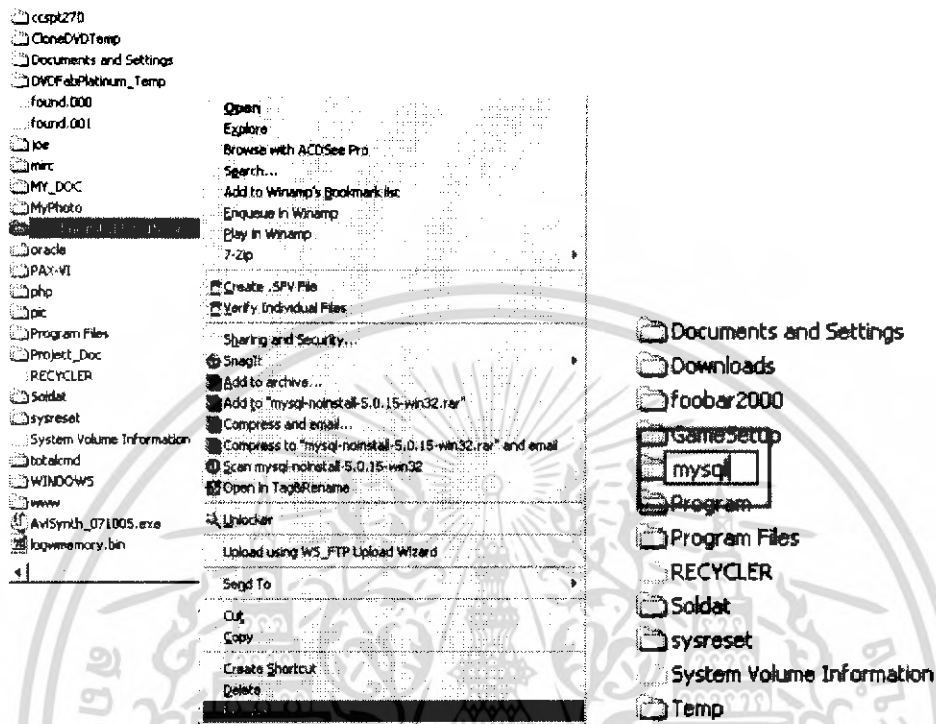 ccspt270
CloneDVDTemp
Documents and Settings
DVDFabPlatinum_Temp
found.000
found.001
joe
mirc
MY_DOC
MyPhoto
oracle
PAX-VI
php
pic
Program Files
Project_Doc
RECYCLER
Soldat
sysreset
System Volume Information
totalcmd
WINDOWS
www
AviSynth_071005.exe
logwmemory.bin
Open
Explore
Browse with ACDSee Pro
Search...
Add to Winamp's Bookmark list
Enqueue in Winamp
Play in Winamp
7-Zip
Create .SFV File
Verify Individual Files
Sharing and Security...
SnagIt
Add to archive...
Add to "mysql-noinstall-5.0.15-win32.rar"
Compress and email...
Compress to "mysql-noinstall-5.0.15-win32.rar" and email
Scan mysql-noinstall-5.0.15-win32
Open in Tag&Rename
Unlocker
Upload using WS_FTP Upload Wizard
Send To
Cut
Copy
Create Shortcut
Delete
Documents and Settings
Downloads
foobar2000
GameSetup
mysql
Program
Program Files
RECYCLER
Soldat
sysreset
System Volume Information
Temp